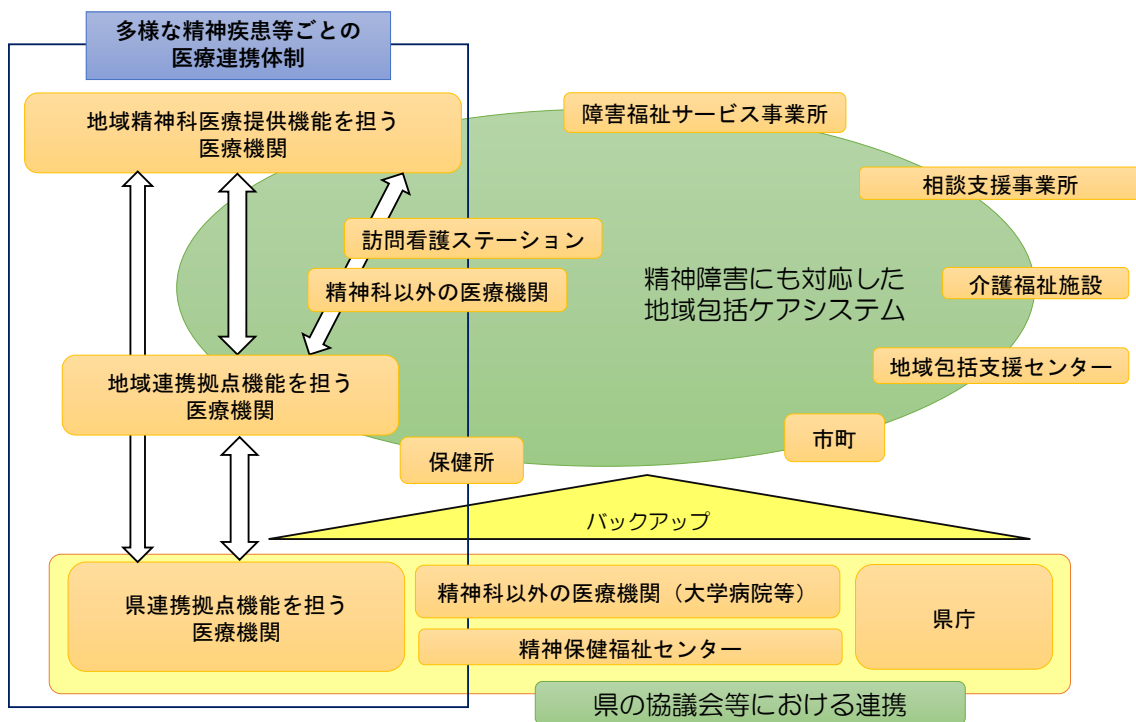 多様な精神疾患等ごとの
医療連携体制
地域精神科医療提供機能を担う
医療機関
障害福祉サービス事業所
相談支援事業所
訪問看護ステーション
精神科以外の医療機関
精神障害にも対応した
地域包括ケアシステム
介護福祉施設
地域包括支援センター
地域連携拠点機能を担う
医療機関
市町
保健所
バックアップ
県連携拠点機能を担う
医療機関
精神科以外の医療機関（大学病院等）
精神保健福祉センター
県庁
県の協議会等における連携